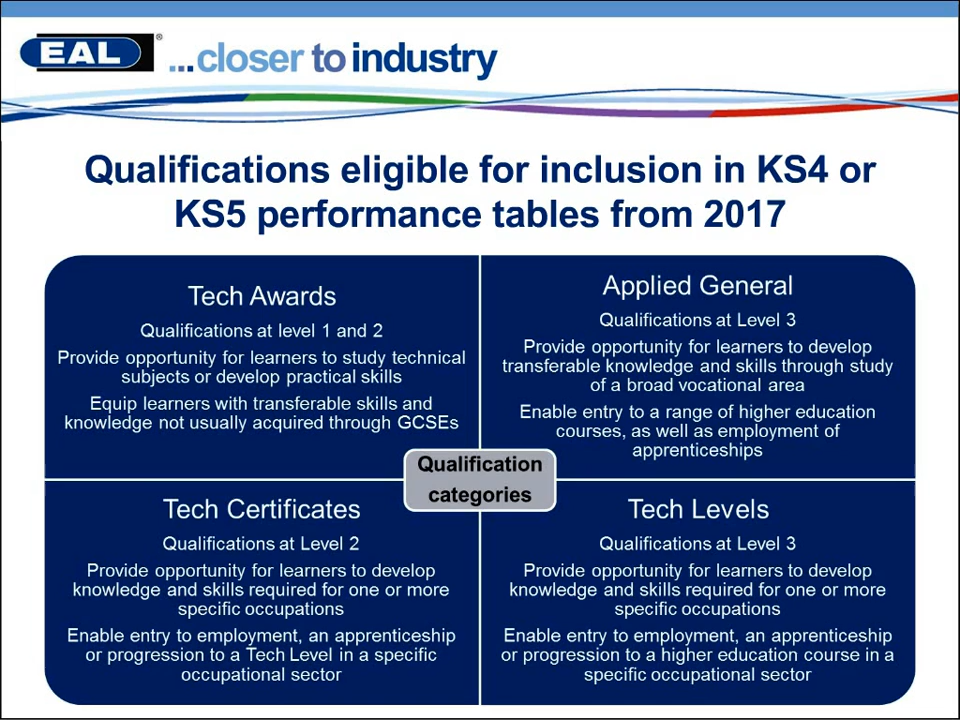 EAL® ...closer to industry
Qualifications eligible for inclusion in KS4 or
KS5 performance tables from 2017
Tech Awards
Qualifications at level 1 and 2
Provide opportunity for learners to study technical
subjects or develop practical skills
Equip learners with transferable skills and
knowledge not usually acquired through GCSEs
Applied General
Qualifications at Level 3
Provide opportunity for learners to develop
transferable knowledge and skills through study
of a broad vocational area
Enable entry to a range of higher education
courses, as well as employment of
apprenticeships
Qualification
categories
Tech Certificates
Qualifications at Level 2
Provide opportunity for learners to develop
knowledge and skills required for one or more
specific occupations
Enable entry to employment, an apprenticeship
or progression to a Tech Level in a specific
occupational sector
Tech Levels
Qualifications at Level 3
Provide opportunity for learners to develop
knowledge and skills required for one or more
specific occupations
Enable entry to employment, an apprenticeship
or progression to a higher education course in a
specific occupational sector